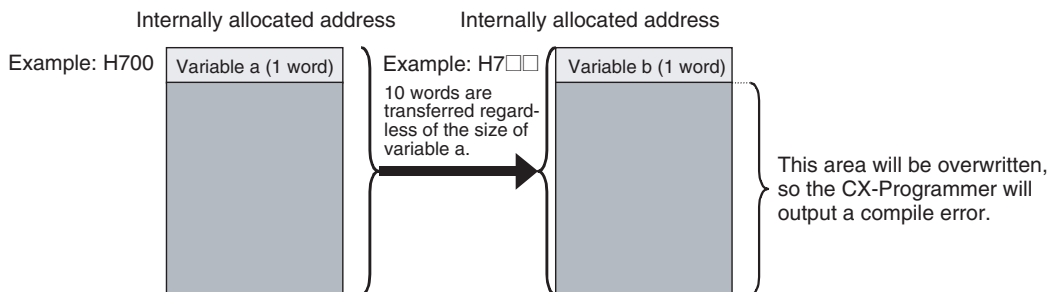 Internally allocated address
Internally allocated address
Example: H700
Variable a (1 word)
Example: H7□□
Variable b (1 word)
10 words are
transferred regard-
less of the size of
variable a.
This area will be overwritten,
so the CX-Programmer will
output a compile error.